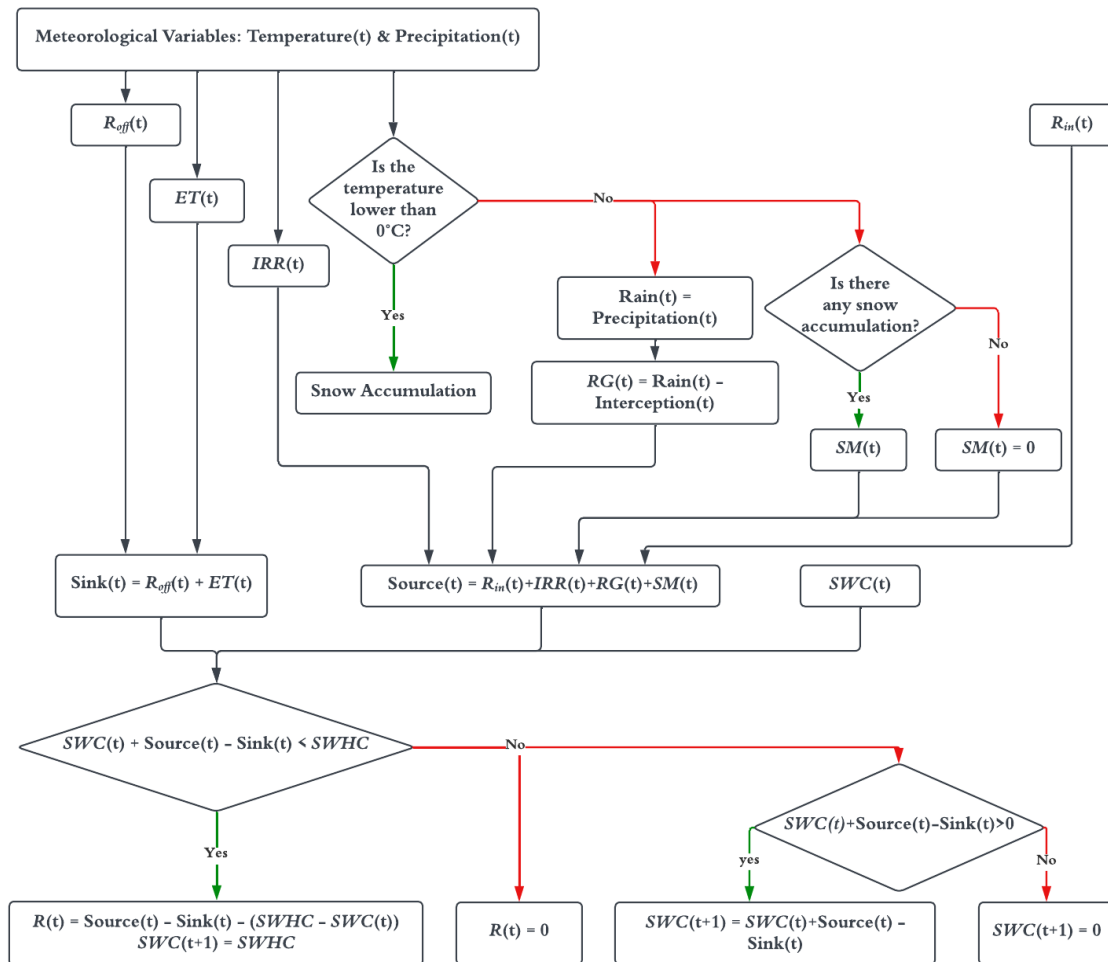 Meteorological Variables: Temperature(t) & Precipitation(t)
R_off(t)
R_in(t)
ET(t)
IRR(t)
Is the
temperature
lower than
0°C?
No
Yes
Snow Accumulation
Rain(t) =
Precipitation(t)
RG(t) = Rain(t) –
Interception(t)
Is there
any snow
accumulation?
No
Yes
SM(t)
SM(t) = 0
Sink(t) = R_off(t) + ET(t)
Source(t) = R_in(t)+IRR(t)+RG(t)+SM(t)
SWC(t)
SWC(t) + Source(t) – Sink(t) < SWHC
No
Yes
SWC(t)+Source(t)–Sink(t)>0
yes
No
R(t) = Source(t) – Sink(t) – (SWHC – SWC(t))
SWC(t+1) = SWHC
R(t) = 0
SWC(t+1) = SWC(t)+Source(t) –
Sink(t)
SWC(t+1) = 0